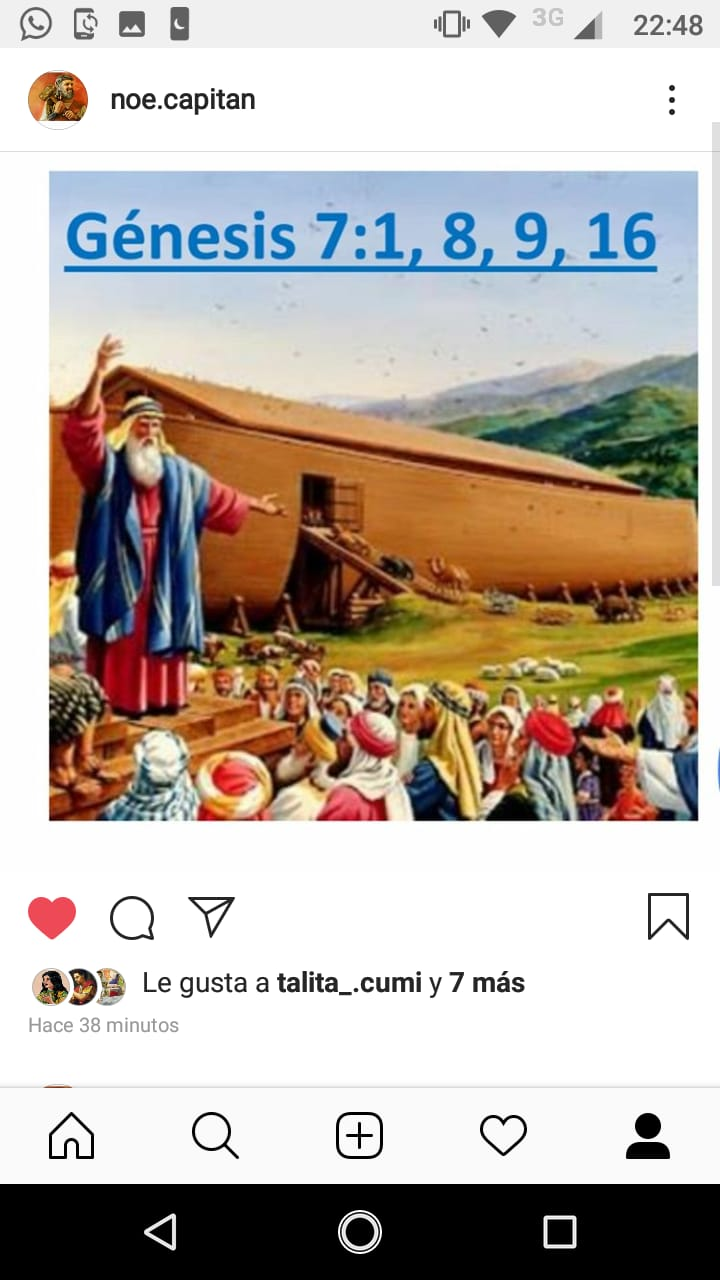 3G 22:48
noe.capitan
Génesis 7:1, 8, 9, 16
Le gusta a talita_.cumi y 7 más
Hace 38 minutos